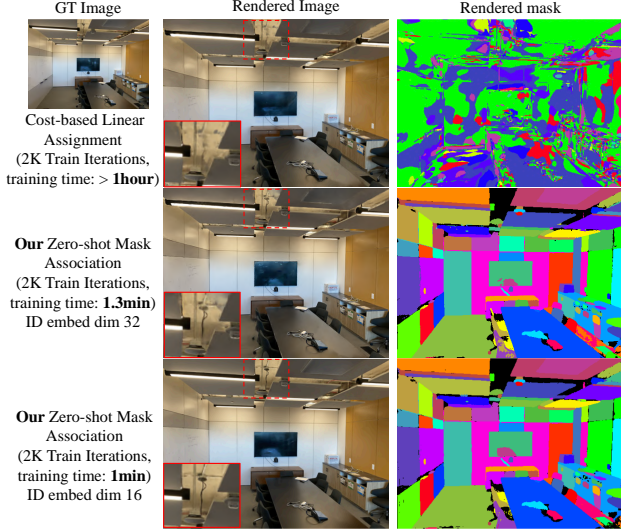 GT Image
Rendered Image
Rendered mask
Cost-based Linear
Assignment
(2K Train Iterations,
training time: > 1hour)
Our Zero-shot Mask
Association
(2K Train Iterations,
training time: 1.3min)
ID embed dim 32
Our Zero-shot Mask
Association
(2K Train Iterations,
training time: 1min)
ID embed dim 16